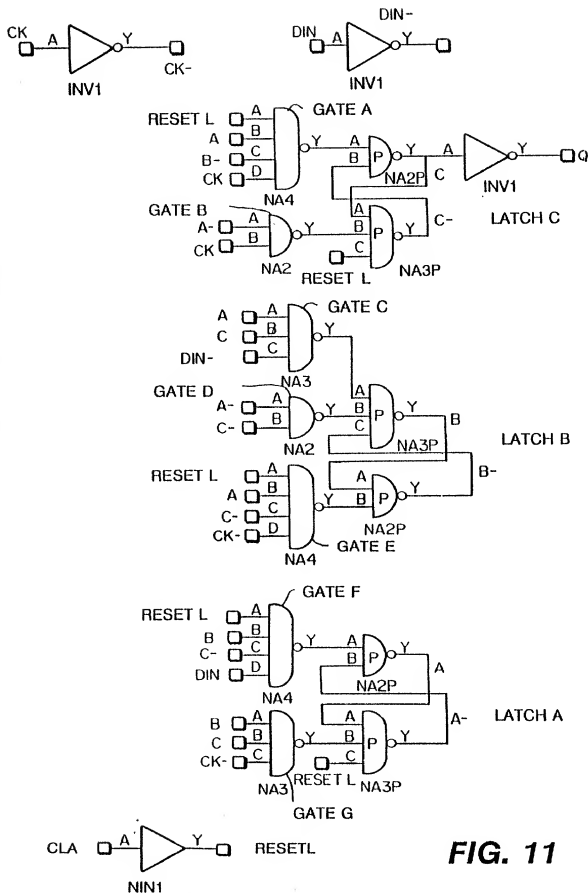 CK A Y CK-
INV1
DIN A Y DIN-
INV1
GATE A
RESET L A
A B
B- C
CK D
Y
NA4
A
B
P
Y
NA2P
A Y
C
INV1
LATCH C
GATE B
A- A
CK B
Y
NA2
A
B
C
P
Y
C-
NA3P
RESET L
GATE C
A A
C B
DIN- C
Y
NA3
GATE D
A- A
C- B
Y
NA2
A
B
C
P
Y
B
NA3P
LATCH B
RESET L A
A B
C- C
CK- D
Y
NA4
GATE E
A
B
P
Y
B-
NA2P
GATE F
RESET L A
B B
C- C
DIN D
Y
NA4
A
B
P
Y
A
NA2P
LATCH A
B A
C B
CK- C
Y
NA3
GATE G
A
B
C
P
Y
A-
NA3P
RESET L
CLA A Y RESETL
NIN1
FIG. 11